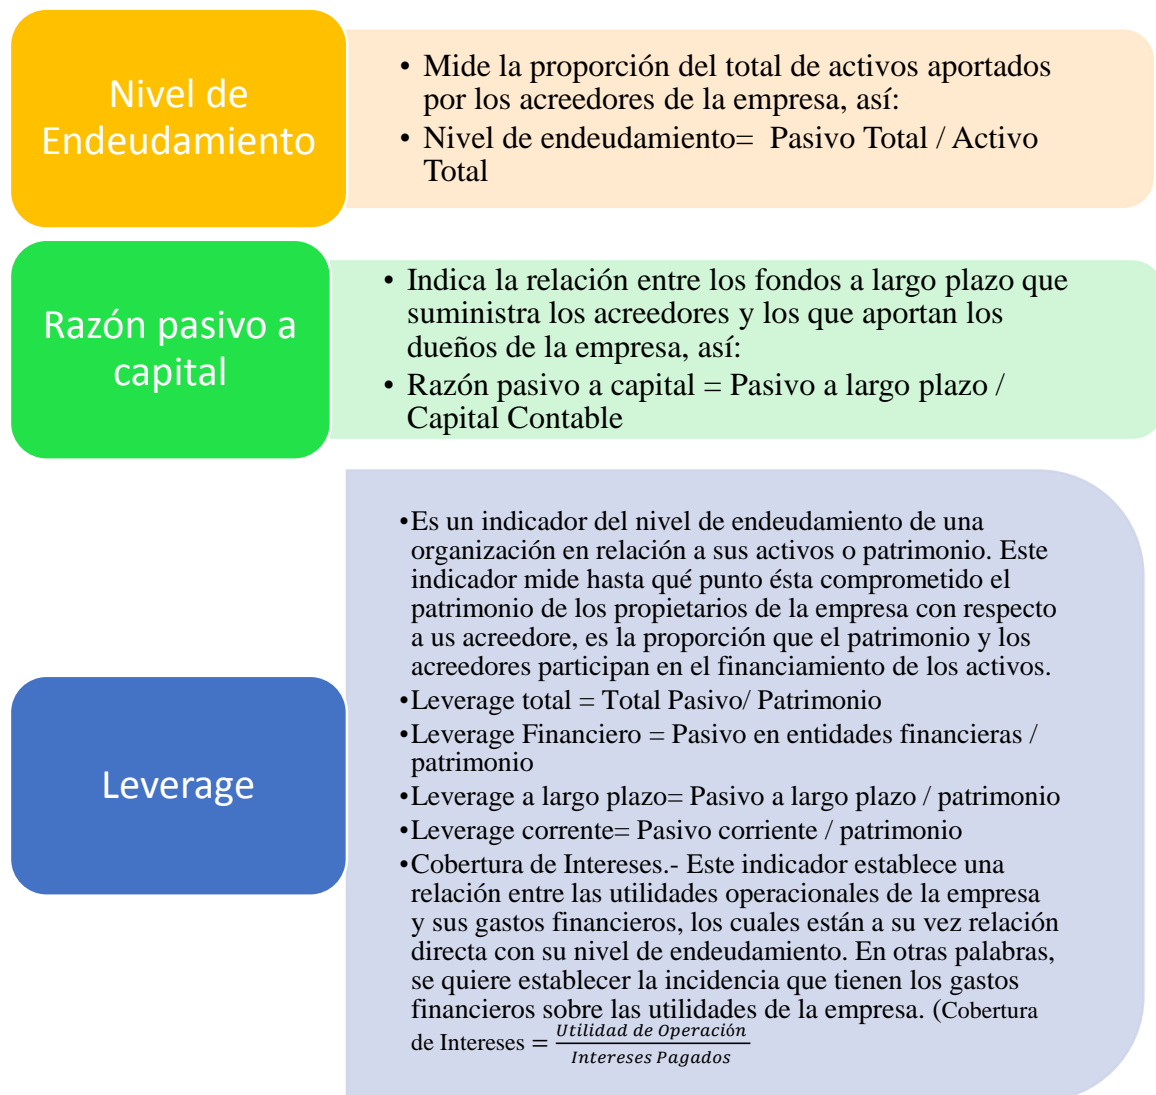 Nivel de
Endeudamiento
• Mide la proporción del total de activos aportados
por los acreedores de la empresa, así:
• Nivel de endeudamiento= Pasivo Total / Activo
Total
Razón pasivo a
capital
• Indica la relación entre los fondos a largo plazo que
suministra los acreedores y los que aportan los
dueños de la empresa, así:
• Razón pasivo a capital = Pasivo a largo plazo /
Capital Contable
Leverage
•Es un indicador del nivel de endeudamiento de una
organización en relación a sus activos o patrimonio. Este
indicador mide hasta qué punto ésta comprometido el
patrimonio de los propietarios de la empresa con respecto
a us acreedore, es la proporción que el patrimonio y los
acreedores participan en el financiamiento de los activos.
•Leverage total = Total Pasivo/ Patrimonio
•Leverage Financiero = Pasivo en entidades financieras /
patrimonio
•Leverage a largo plazo= Pasivo a largo plazo / patrimonio
•Leverage corrente= Pasivo corriente / patrimonio
•Cobertura de Intereses.- Este indicador establece una
relación entre las utilidades operacionales de la empresa
y sus gastos financieros, los cuales están a su vez relación
directa con su nivel de endeudamiento. En otras palabras,
se quiere establecer la incidencia que tienen los gastos
financieros sobre las utilidades de la empresa. (Cobertura
de Intereses = Utilidad de Operación / Intereses Pagados